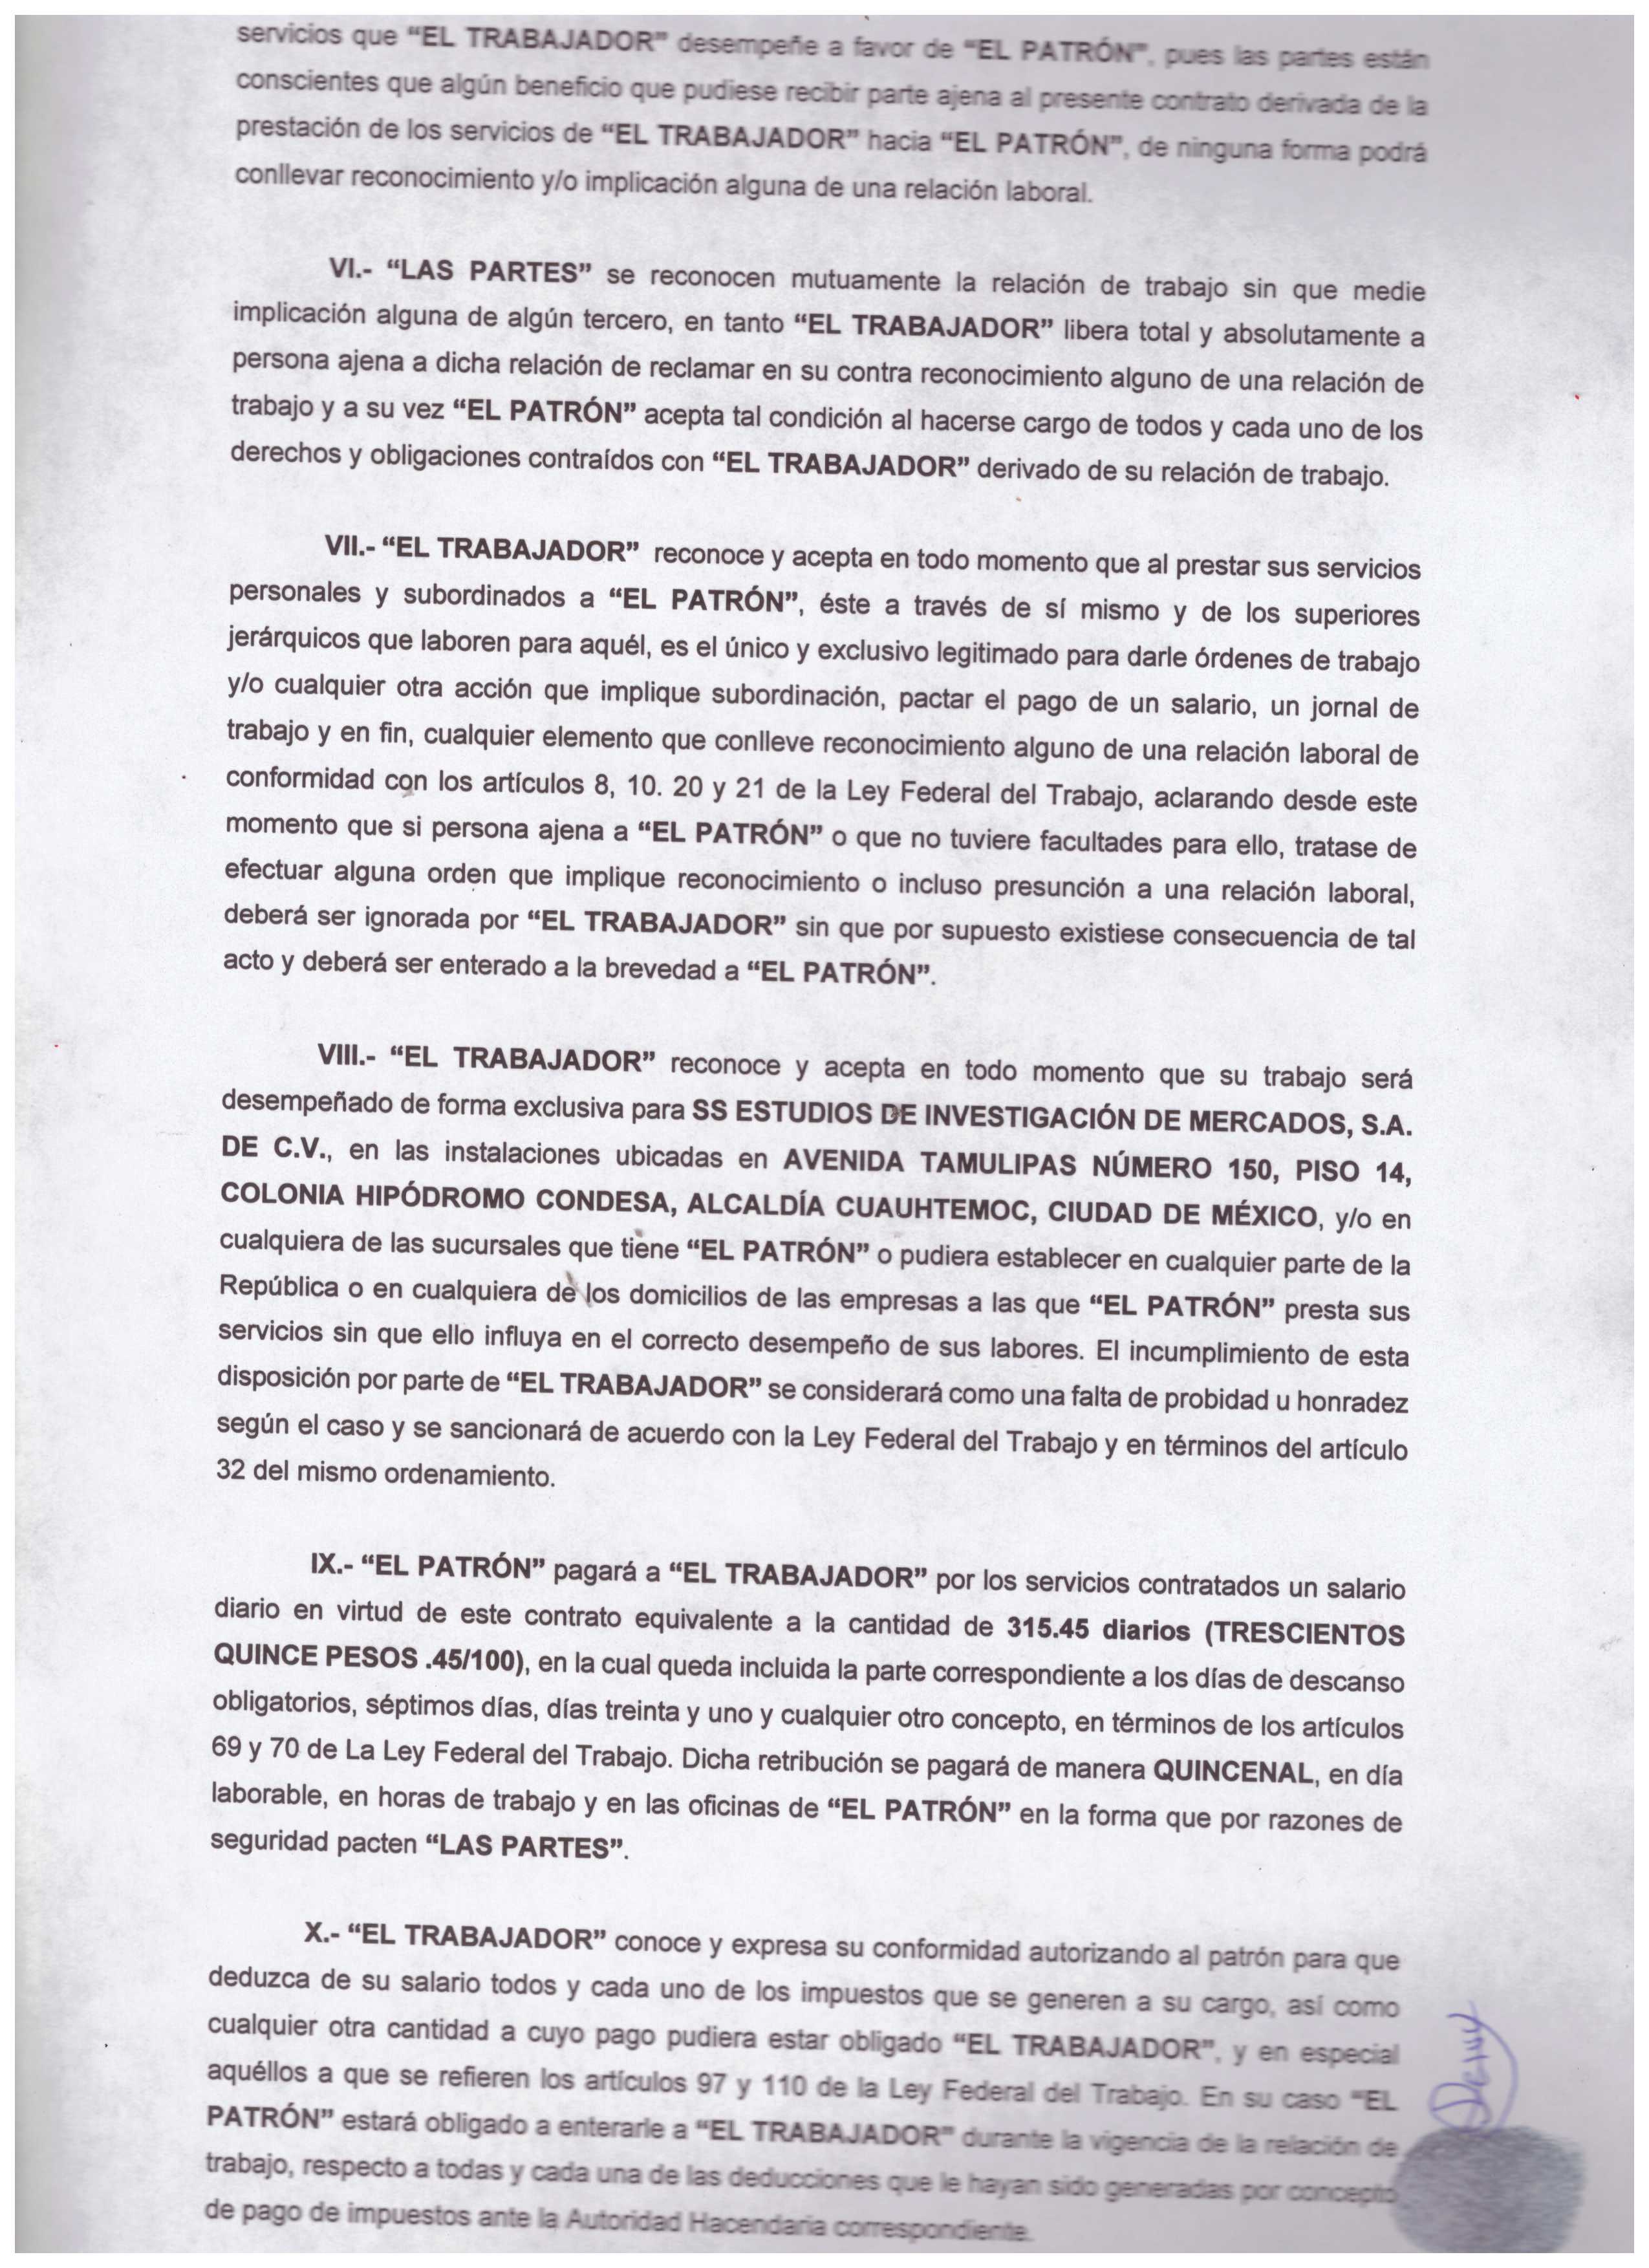 servicios que “EL TRABAJADOR” desempeñe a favor de “EL PATRÓN”, pues las partes están
conscientes que algún beneficio que pudiese recibir parte ajena al presente contrato derivada de la
prestación de los servicios de “EL TRABAJADOR” hacia “EL PATRÓN”, de ninguna forma podrá
conllevar reconocimiento y/o implicación alguna de una relación laboral.
VI.- “LAS PARTES” se reconocen mutuamente la relación de trabajo sin que medie
implicación alguna de algún tercero, en tanto “EL TRABAJADOR” libera total y absolutamente a
persona ajena a dicha relación de reclamar en su contra reconocimiento alguno de una relación de
trabajo y a su vez “EL PATRÓN” acepta tal condición al hacerse cargo de todos y cada uno de los
derechos y obligaciones contraídos con “EL TRABAJADOR” derivado de su relación de trabajo.
VII.- “EL TRABAJADOR” reconoce y acepta en todo momento que al prestar sus servicios
personales y subordinados a “EL PATRÓN”, éste a través de sí mismo y de los superiores
jerárquicos que laboren para aquél, es el único y exclusivo legitimado para darle órdenes de trabajo
y/o cualquier otra acción que implique subordinación, pactar el pago de un salario, un jornal de
trabajo y en fin, cualquier elemento que conlleve reconocimiento alguno de una relación laboral de
conformidad con los artículos 8, 10. 20 y 21 de la Ley Federal del Trabajo, aclarando desde este
momento que si persona ajena a “EL PATRÓN” o que no tuviere facultades para ello, tratase de
efectuar alguna orden que implique reconocimiento o incluso presunción a una relación laboral,
deberá ser ignorada por “EL TRABAJADOR” sin que por supuesto existiese consecuencia de tal
acto y deberá ser enterado a la brevedad a “EL PATRÓN”.
VIII.- “EL TRABAJADOR” reconoce y acepta en todo momento que su trabajo será
desempeñado de forma exclusiva para SS ESTUDIOS DE INVESTIGACIÓN DE MERCADOS, S.A.
DE C.V., en las instalaciones ubicadas en AVENIDA TAMULIPAS NÚMERO 150, PISO 14,
COLONIA HIPÓDROMO CONDESA, ALCALDÍA CUAUHTEMOC, CIUDAD DE MÉXICO, y/o en
cualquiera de las sucursales que tiene “EL PATRÓN” o pudiera establecer en cualquier parte de la
República o en cualquiera de los domicilios de las empresas a las que “EL PATRÓN” presta sus
servicios sin que ello influya en el correcto desempeño de sus labores. El incumplimiento de esta
disposición por parte de “EL TRABAJADOR” se considerará como una falta de probidad u honradez
según el caso y se sancionará de acuerdo con la Ley Federal del Trabajo y en términos del artículo
32 del mismo ordenamiento.
IX.- “EL PATRÓN” pagará a “EL TRABAJADOR” por los servicios contratados un salario
diario en virtud de este contrato equivalente a la cantidad de 315.45 diarios (TRESCIENTOS
QUINCE PESOS .45/100), en la cual queda incluida la parte correspondiente a los días de descanso
obligatorios, séptimos días, días treinta y uno y cualquier otro concepto, en términos de los artículos
69 y 70 de La Ley Federal del Trabajo. Dicha retribución se pagará de manera QUINCENAL, en día
laborable, en horas de trabajo y en las oficinas de “EL PATRÓN” en la forma que por razones de
seguridad pacten “LAS PARTES”.
X.- “EL TRABAJADOR” conoce y expresa su conformidad autorizando al patrón para que
deduzca de su salario todos y cada uno de los impuestos que se generen a su cargo, así como
cualquier otra cantidad a cuyo pago pudiera estar obligado “EL TRABAJADOR”, y en especial
aquéllos a que se refieren los artículos 97 y 110 de la Ley Federal del Trabajo. En su caso “EL
PATRÓN” estará obligado a enterarle a “EL TRABAJADOR” durante la vigencia de la relación de
trabajo, respecto a todas y cada una de las deducciones que le hayan sido generadas por concepto
de pago de impuestos ante la Autoridad Hacendaria correspondiente.